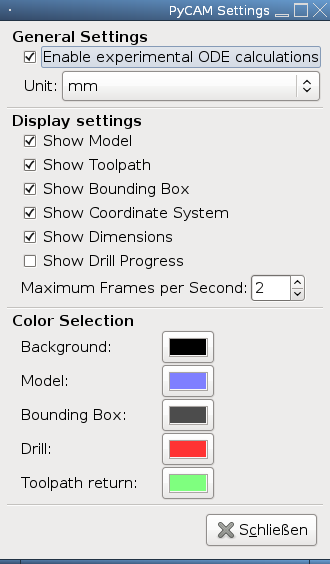 PyCAM Settings
General Settings
Enable experimental ODE calculations
Unit: mm
Display settings
Show Model
Show Toolpath
Show Bounding Box
Show Coordinate System
Show Dimensions
Show Drill Progress
Maximum Frames per Second: 2
Color Selection
Background:
Model:
Bounding Box:
Drill:
Toolpath return:
Schließen